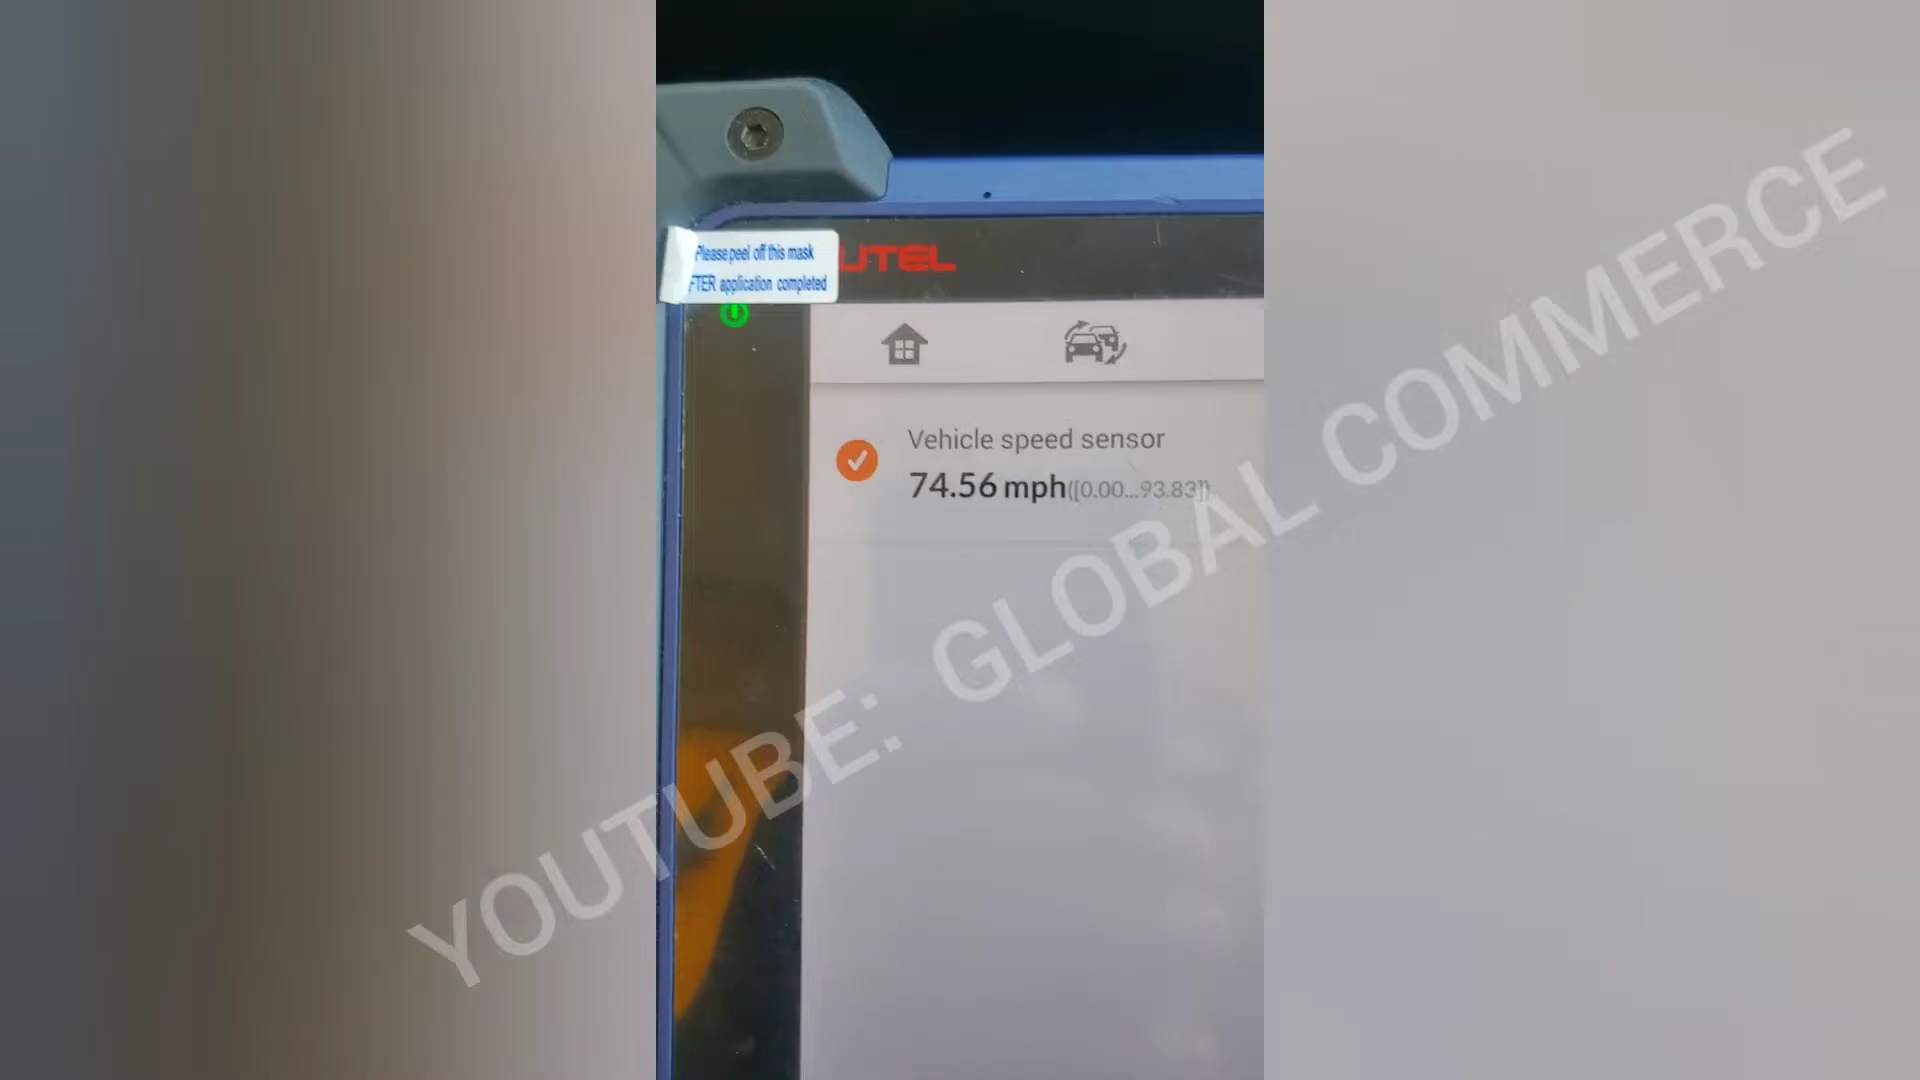 Please peel off this mask
FTER application completed
UTEL
Vehicle speed sensor
74.56 mph([0.00...93.83])
YOUTUBE: GLOBAL COMMERCE